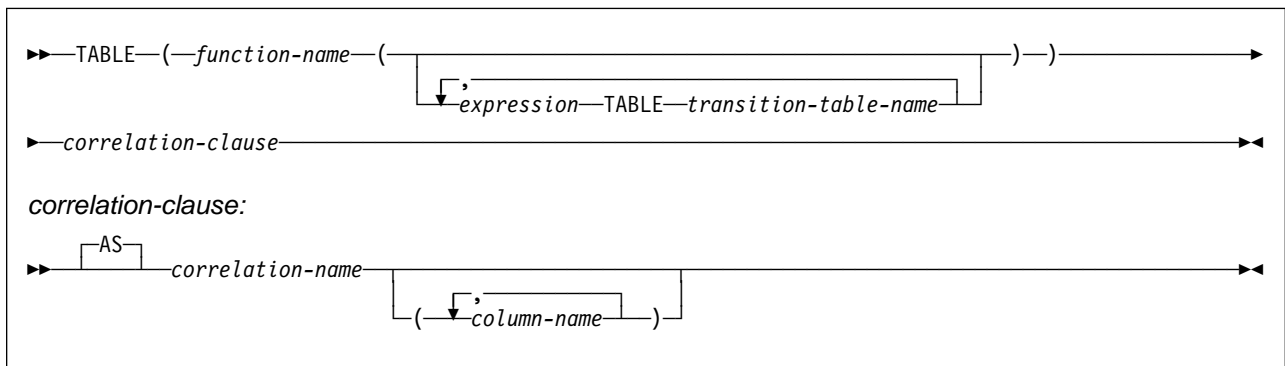 TABLE ( function-name ( ) )
,
expression TABLE transition-table-name
correlation-clause
correlation-clause:
AS
correlation-name
,
( column-name )